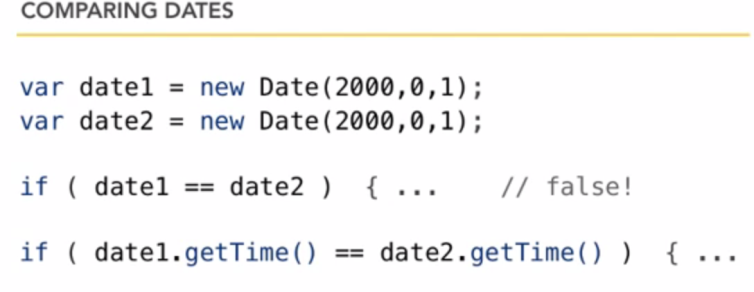 COMPARING DATES
var date1 = new Date(2000,0,1);
var date2 = new Date(2000,0,1);
if ( date1 == date2 )  { ...    // false!
if ( date1.getTime() == date2.getTime() )  { ...